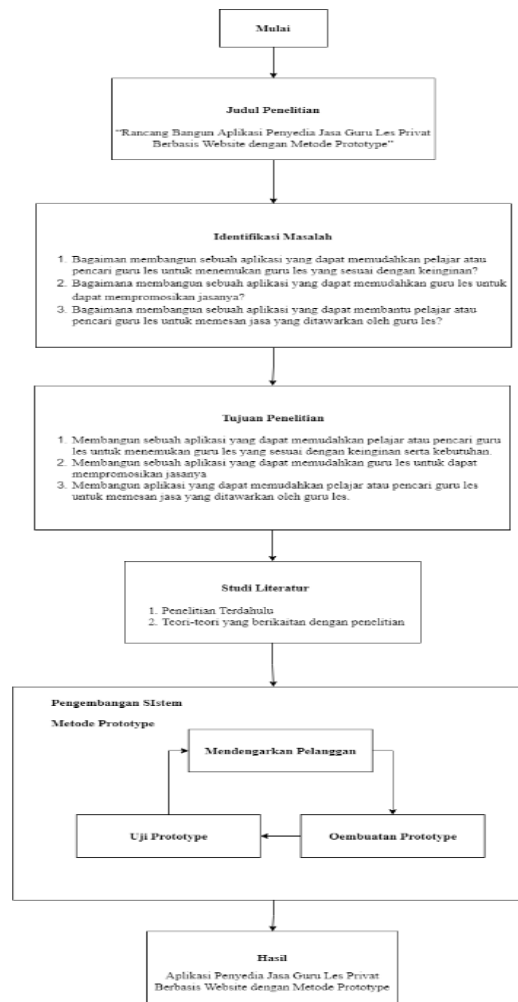 Mulai
Judul Penelitian
“Rancang Bangun Aplikasi Penyedia Jasa Guru Les Privat
Berbasis Website dengan Metode Prototype”
Identifikasi Masalah
1. Bagaiman membangun sebuah aplikasi yang dapat memudahkan pelajar atau
pencari guru les untuk menemukan guru les yang sesuai dengan keinginan?
2. Bagaimana membangun sebuah aplikasi yang dapat memudahkan guru les untuk
dapat mempromosikan jasanya?
3. Bagaimana membangun sebuah aplikasi yang dapat membantu pelajar atau
pencari guru les untuk memesan jasa yang ditawarkan oleh guru les?
Tujuan Penelitian
1. Membangun sebuah aplikasi yang dapat memudahkan pelajar atau pencari guru
les untuk menemukan guru les yang sesuai dengan keinginan serta kebutuhan.
2. Membangun sebuah aplikasi yang dapat memudahkan guru les untuk dapat
mempromosikan jasanya
3. Membangun aplikasi yang dapat memudahkan pelajar atau pencari guru les
untuk memesan jasa yang ditawarkan oleh guru les.
Studi Literatur
1. Penelitian Terdahulu
2. Teori-teori yang berkaitan dengan penelitian
Pengembangan SIstem
Metode Prototype
Mendengarkan Pelanggan
Uji Prototype
Oembuatan Prototype
Hasil
Aplikasi Penyedia Jasa Guru Les Privat
Berbasis Website dengan Metode Prototype